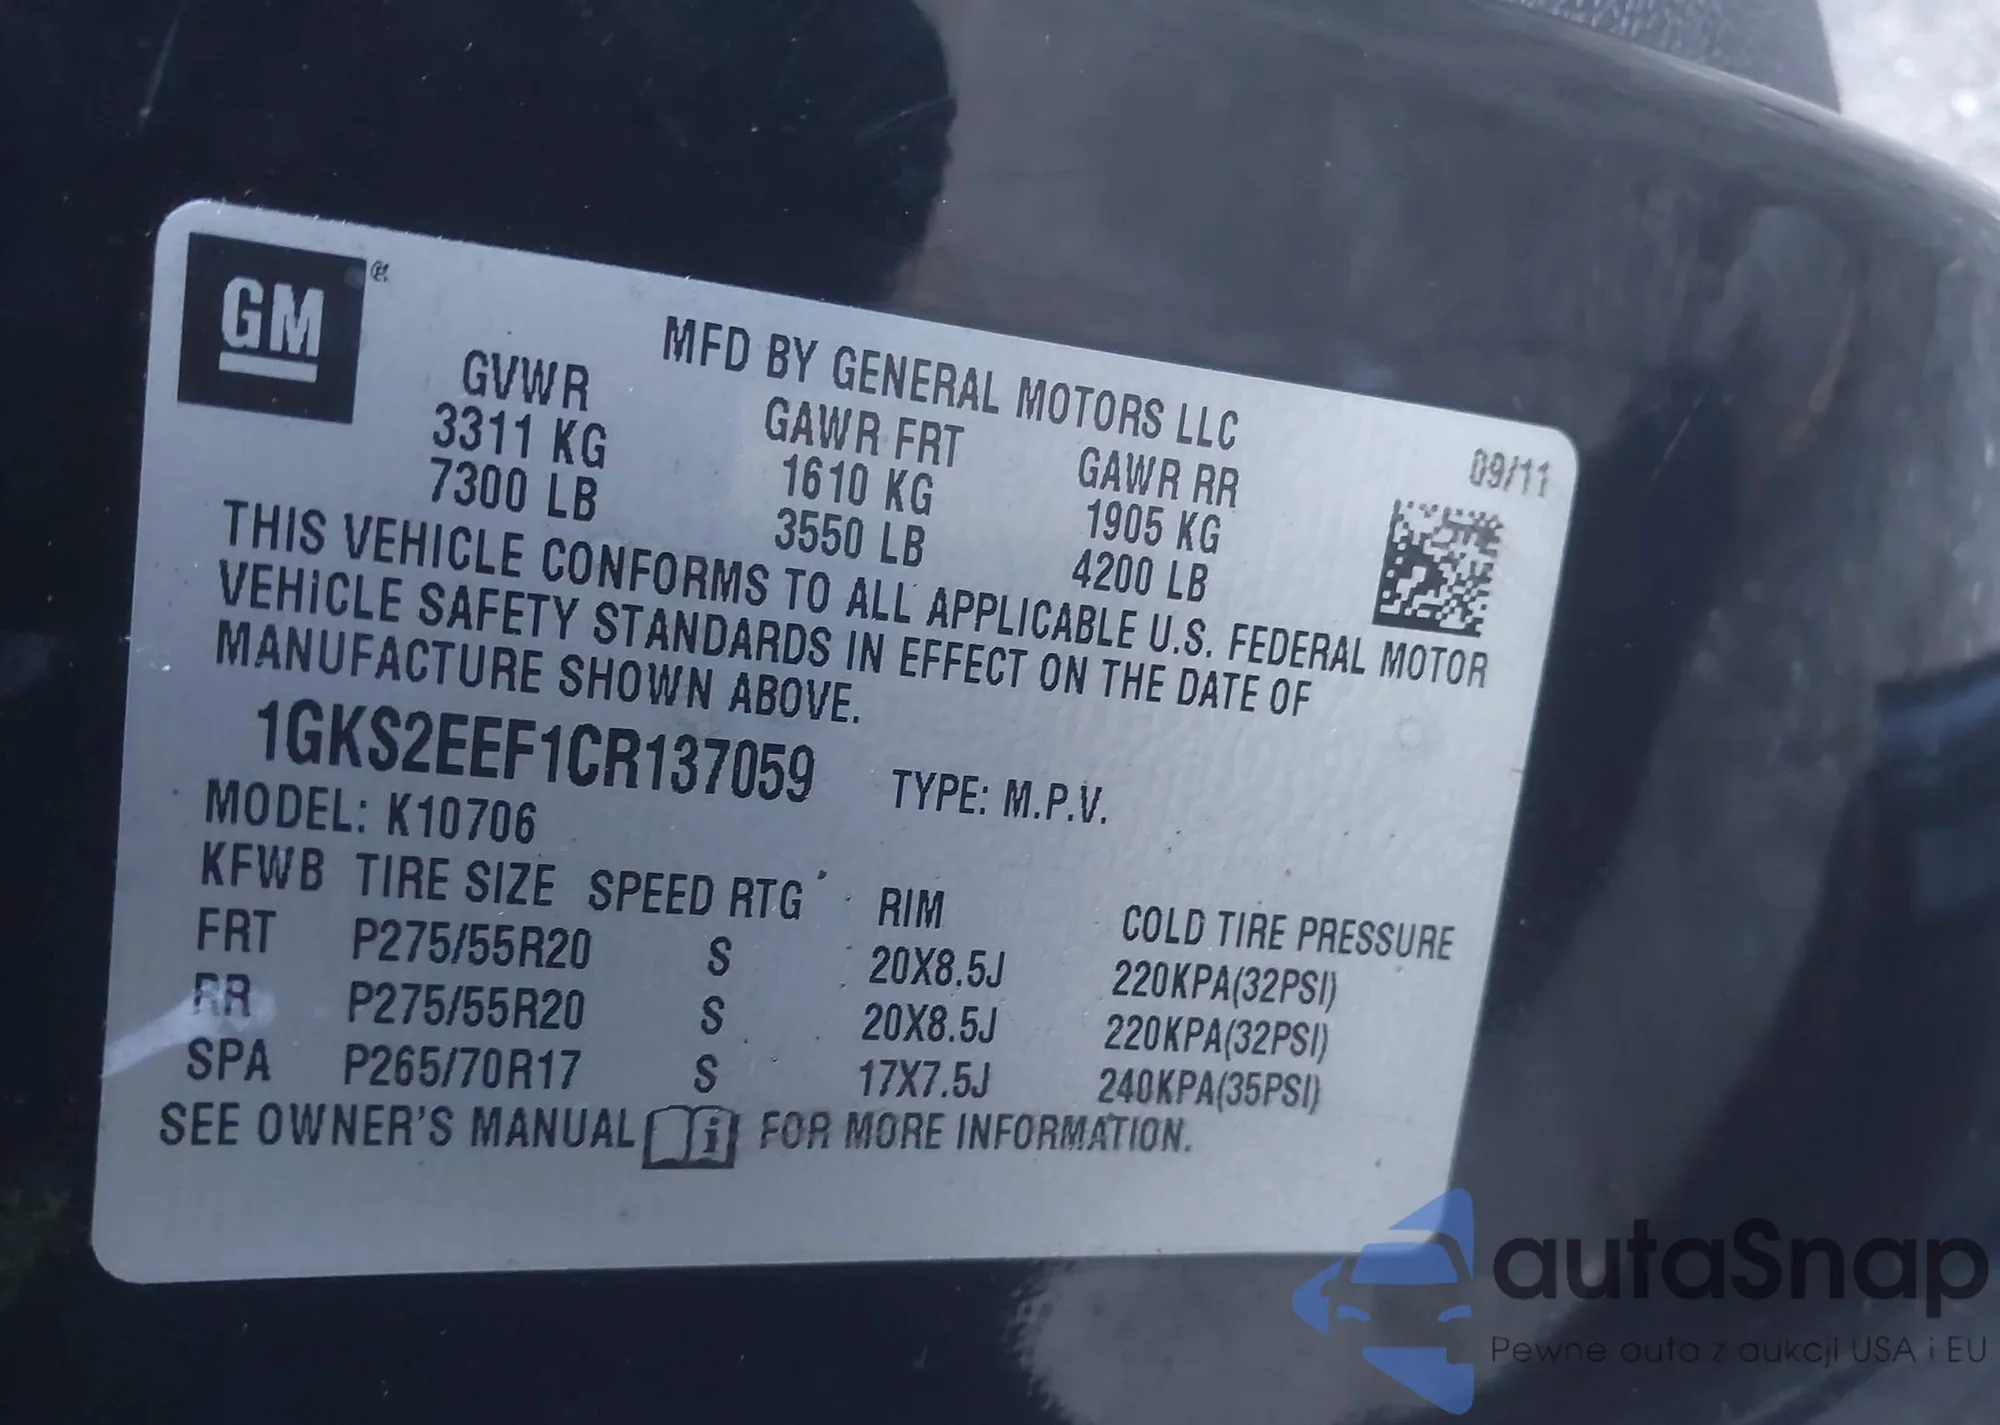 GM ®
MFD BY GENERAL MOTORS LLC
GVWR GAWR FRT GAWR RR 09/11
3311 KG 1610 KG 1905 KG
7300 LB 3550 LB 4200 LB
THIS VEHICLE CONFORMS TO ALL APPLICABLE U.S. FEDERAL MOTOR
VEHICLE SAFETY STANDARDS IN EFFECT ON THE DATE OF
MANUFACTURE SHOWN ABOVE.
1GKS2EEF1CR137059 TYPE: M.P.V.
MODEL: K10706
KFWB TIRE SIZE SPEED RTG RIM COLD TIRE PRESSURE
FRT P275/55R20 S 20X8.5J 220KPA(32PSI)
RR P275/55R20 S 20X8.5J 220KPA(32PSI)
SPA P265/70R17 S 17X7.5J 240KPA(35PSI)
SEE OWNER'S MANUAL i FOR MORE INFORMATION.
autaSnap
Pewne auta z aukcji USA i EU